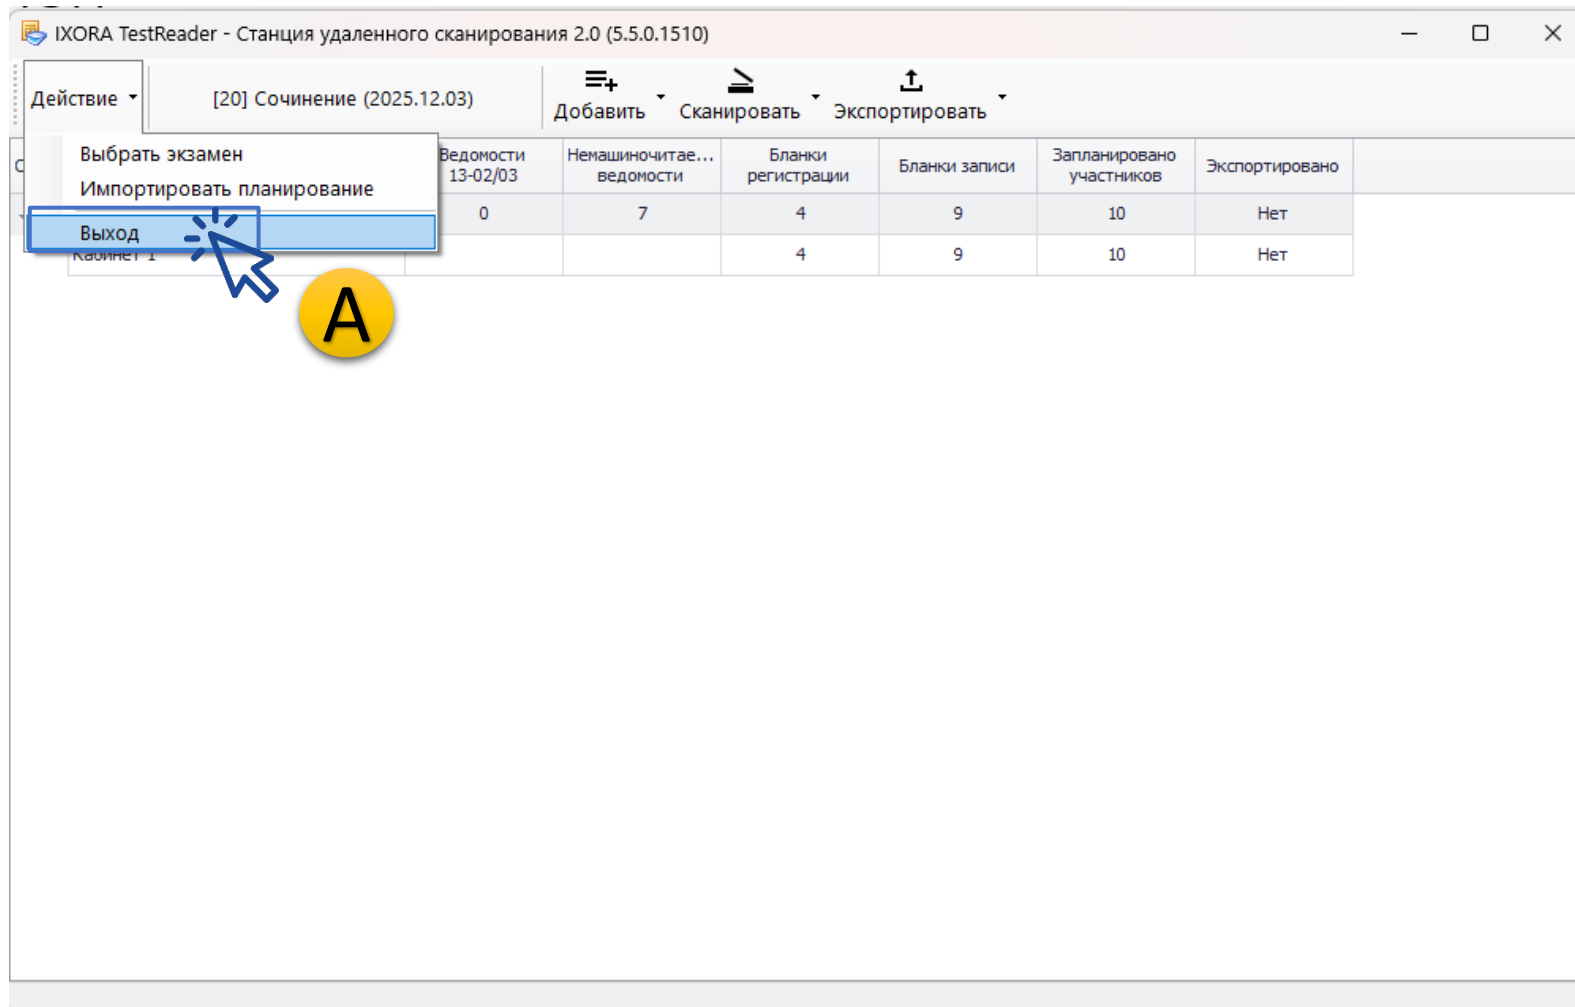 IXORA TestReader - Станция удаленного сканирования 2.0 (5.5.0.1510)
Действие
[20] Сочинение (2025.12.03)
Добавить
Сканировать
Экспортировать
Выбрать экзамен
Импортировать планирование
Выход
Ведомости 13-02/03
Немашиночитае... ведомости
Бланки регистрации
Бланки записи
Запланировано участников
Экспортировано
0 7 4 9 10 Нет
Кабинет 1 4 9 10 Нет
A